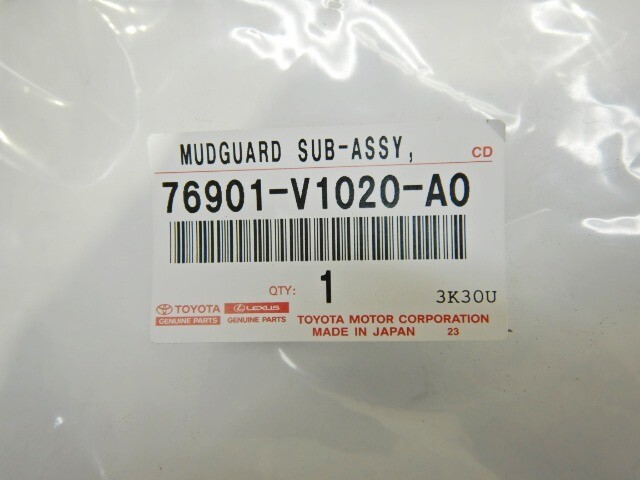 MUDGUARD SUB-ASSY,
CD
76901-V1020-A0
QTY: 1
3K30U
TOYOTA LEXUS
GENUINE PARTS GENUINE PARTS
TOYOTA MOTOR CORPORATION
MADE IN JAPAN 23